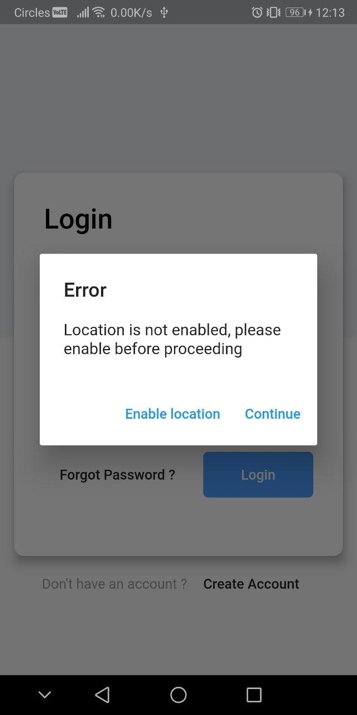 Circles VoLTE 0.00K/s 96 12:13
Login
Error
Location is not enabled, please
enable before proceeding
Enable location Continue
Forgot Password ? Login
Don't have an account ? Create Account